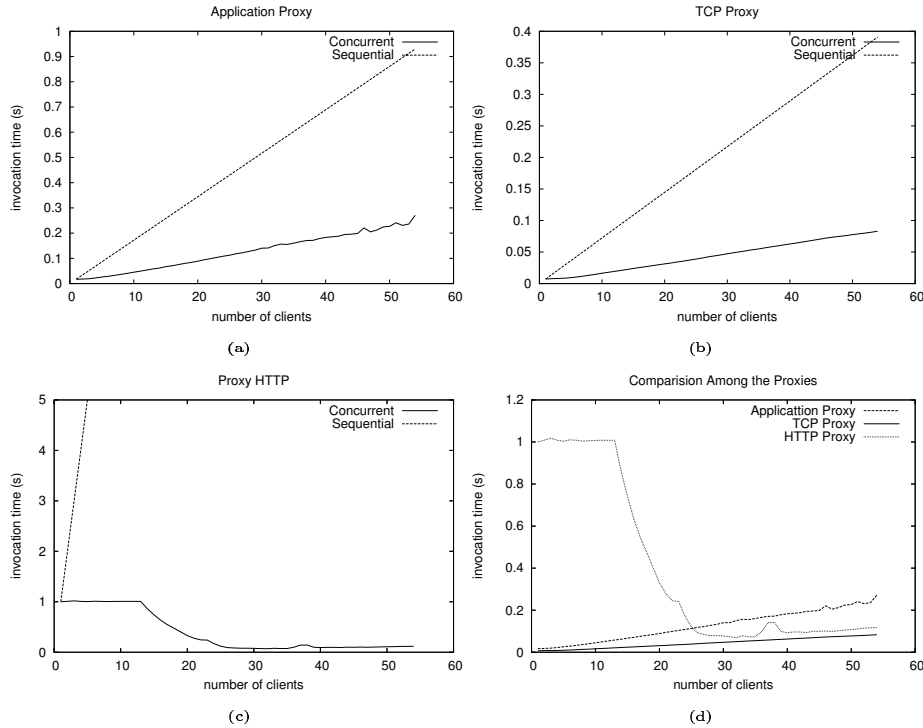 Application Proxy
1
0.9
0.8
0.7
0.6
0.5
0.4
0.3
0.2
0.1
0
0 10 20 30 40 50 60
invocation time (s)
number of clients
Concurrent
Sequential
(a)
TCP Proxy
0.4
0.35
0.3
0.25
0.2
0.15
0.1
0.05
0
0 10 20 30 40 50 60
invocation time (s)
number of clients
Concurrent
Sequential
(b)
Proxy HTTP
5
4
3
2
1
0
0 10 20 30 40 50 60
invocation time (s)
number of clients
Concurrent
Sequential
(c)
Comparision Among the Proxies
1.2
1
0.8
0.6
0.4
0.2
0
0 10 20 30 40 50 60
invocation time (s)
number of clients
Applicattion Proxy
TCP Proxy
HTTP Proxy
(d)